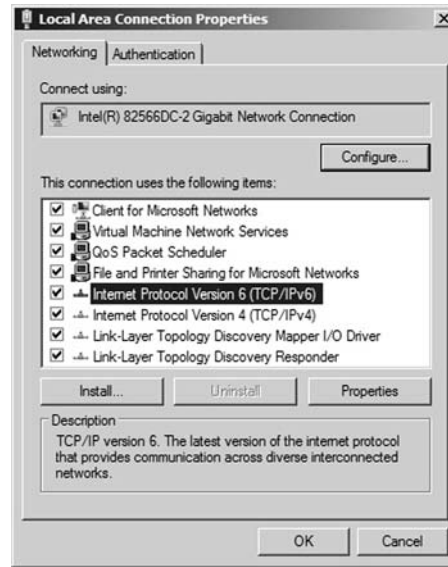 Local Area Connection Properties
Networking
Authentication
Connect using:
Intel(R) 82566DC-2 Gigabit Network Connection
Configure...
This connection uses the following items:
Client for Microsoft Networks
Virtual Machine Network Services
QoS Packet Scheduler
File and Printer Sharing for Microsoft Networks
Internet Protocol Version 6 (TCP/IPv6)
Internet Protocol Version 4 (TCP/IPv4)
Link-Layer Topology Discovery Mapper I/O Driver
Link-Layer Topology Discovery Responder
Install...
Uninstall
Properties
Description
TCP/IP version 6. The latest version of the internet protocol
that provides communication across diverse interconnected
networks.
OK
Cancel